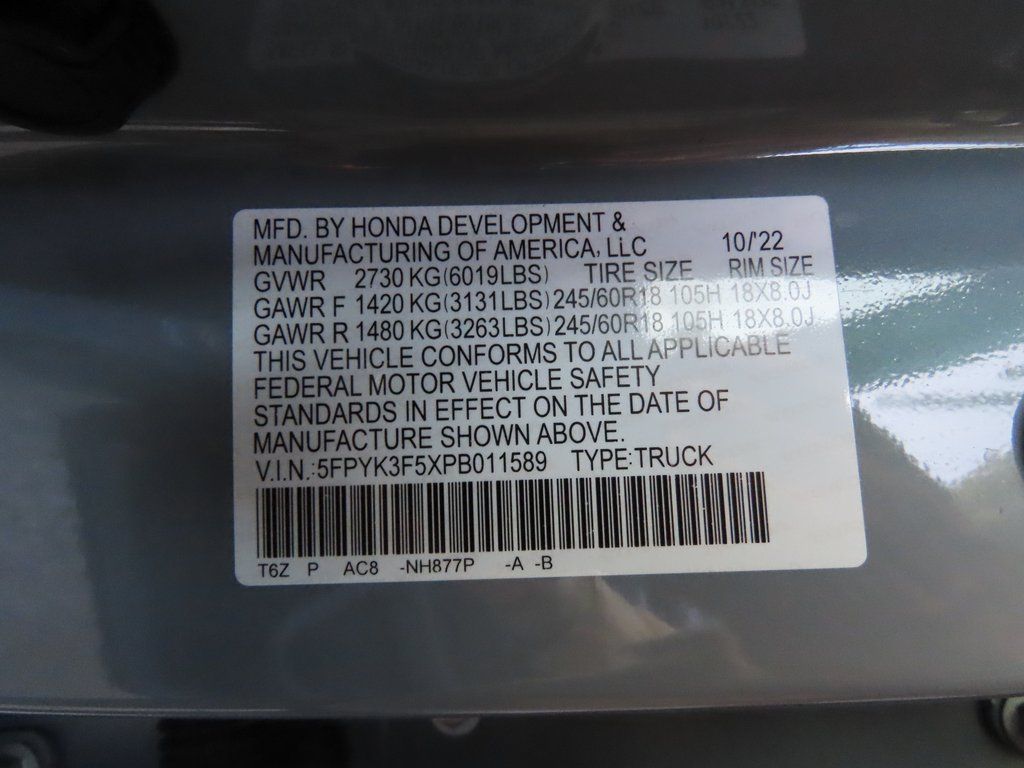 MFD. BY HONDA DEVELOPMENT &
MANUFACTURING OF AMERICA, LLC 10/'22
GVWR 2730 KG(6019LBS) TIRE SIZE RIM SIZE
GAWR F 1420 KG(3131LBS) 245/60R18 105H 18X8.0J
GAWR R 1480 KG(3263LBS) 245/60R18 105H 18X8.0J
THIS VEHICLE CONFORMS TO ALL APPLICABLE
FEDERAL MOTOR VEHICLE SAFETY
STANDARDS IN EFFECT ON THE DATE OF
MANUFACTURE SHOWN ABOVE.
V.I.N.:5FPYK3F5XPB011589 TYPE:TRUCK
T6Z P AC8 -NH877P -A -B